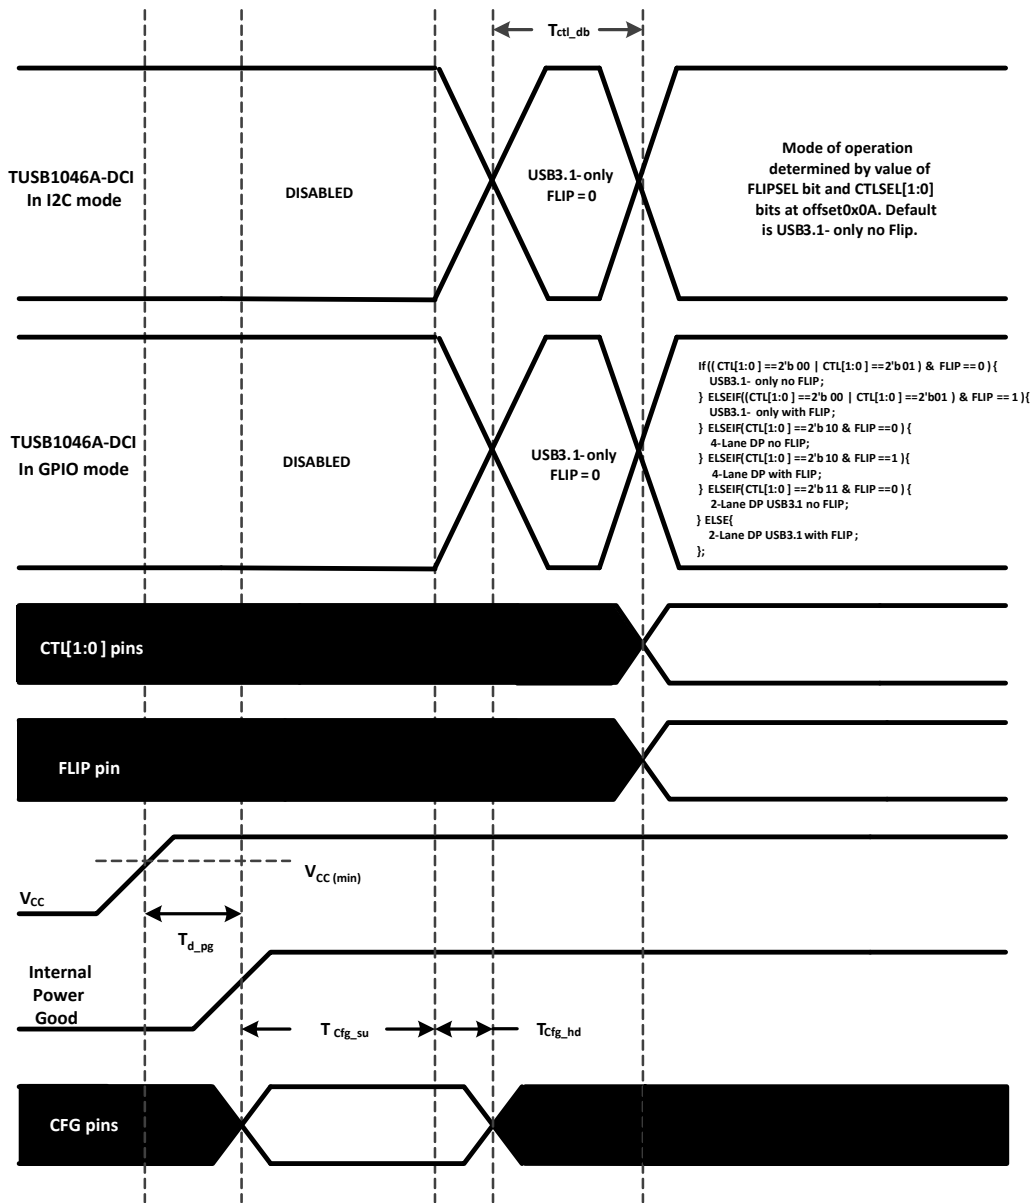 Tctl_db
TUSB1046A-DCI
In I2C mode
DISABLED
USB3.1- only
FLIP = 0
Mode of operation
determined by value of
FLIPSEL bit and CTLSEL[1:0]
bits at offset0x0A. Default
is USB3.1- only no Flip.
TUSB1046A-DCI
In GPIO mode
DISABLED
USB3.1- only
FLIP = 0
If(( CTL[1:0 ] ==2'b 00 | CTL[1:0 ] ==2'b 01 ) & FLIP == 0 ) {
USB3.1- only no FLIP ;
} ELSEIF((CTL[1:0 ] ==2'b 00 | CTL[1:0 ] ==2'b01 ) & FLIP == 1 ){
USB3.1- only with FLIP ;
} ELSEIF(CTL[1:0 ] ==2'b 10 & FLIP ==0 ) {
4-Lane DP no FLIP;
} ELSEIF(CTL[1:0 ] ==2'b 10 & FLIP ==1 ){
4-Lane DP with FLIP ;
} ELSEIF(CTL[1:0 ] ==2'b 11 & FLIP ==0 ) {
2-Lane DP USB3.1 no FLIP;
} ELSE{
2-Lane DP USB3.1 with FLIP ;
};
CTL[1:0 ] pins
FLIP pin
VCC (min)
VCC
Td_pg
Internal
Power
Good
T Cfg_su
TCfg_hd
CFG pins